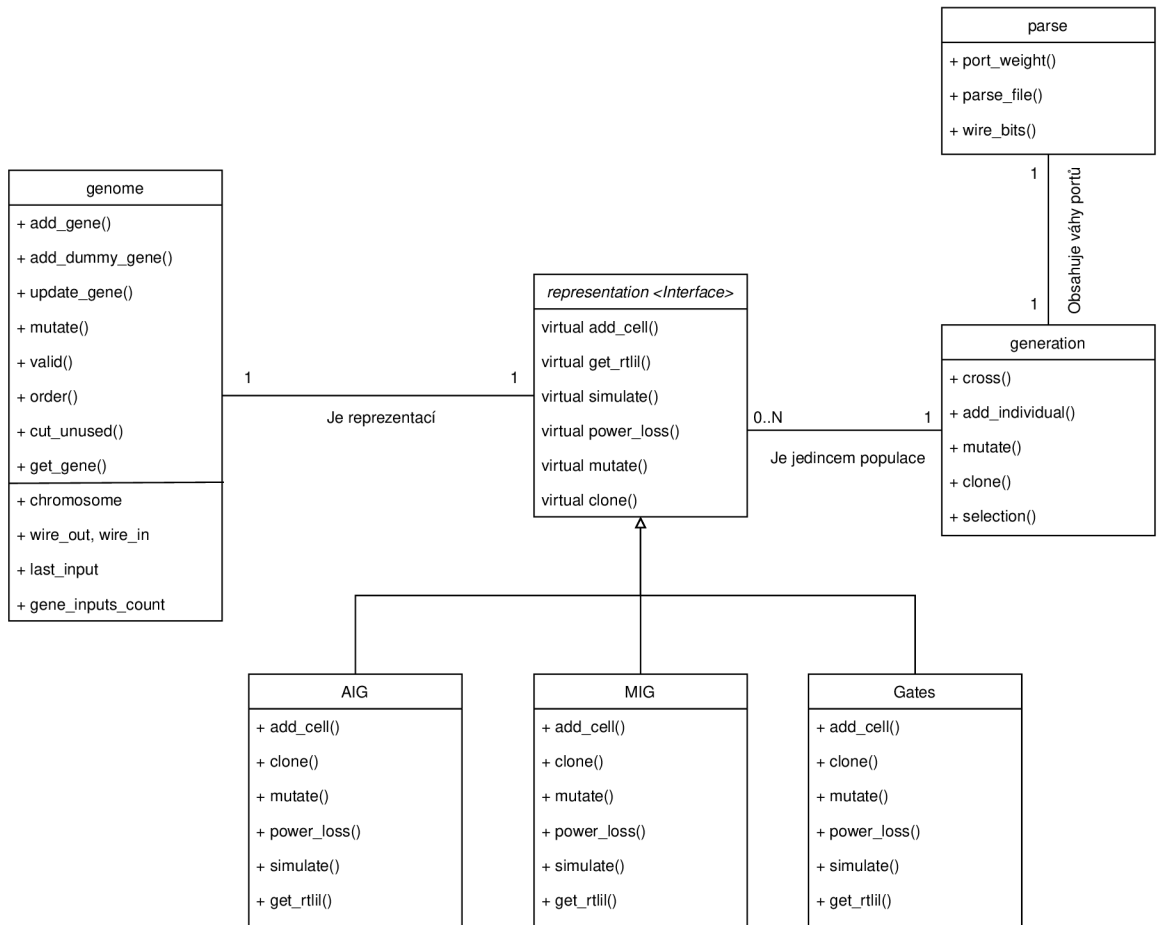 parse
+ port_weight()
+ parse_file()
+ wire_bits()
1
Obsahuje váhy portů
1
genome
+ add_gene()
+ add_dummy_gene()
+ update_gene()
+ mutate()
+ valid()
+ order()
+ cut_unused()
+ get_gene()
+ chromosome
+ wire_out, wire_in
+ last_input
+ gene_inputs_count
1
1
Je reprezentací
representation <Interface>
virtual add_cell()
virtual get_rtlil()
virtual simulate()
virtual power_loss()
virtual mutate()
virtual clone()
0..N
1
Je jedincem populace
generation
+ cross()
+ add_individual()
+ mutate()
+ clone()
+ selection()
AIG
+ add_cell()
+ clone()
+ mutate()
+ power_loss()
+ simulate()
+ get_rtlil()
MIG
+ add_cell()
+ clone()
+ mutate()
+ power_loss()
+ simulate()
+ get_rtlil()
Gates
+ add_cell()
+ clone()
+ mutate()
+ power_loss()
+ simulate()
+ get_rtlil()